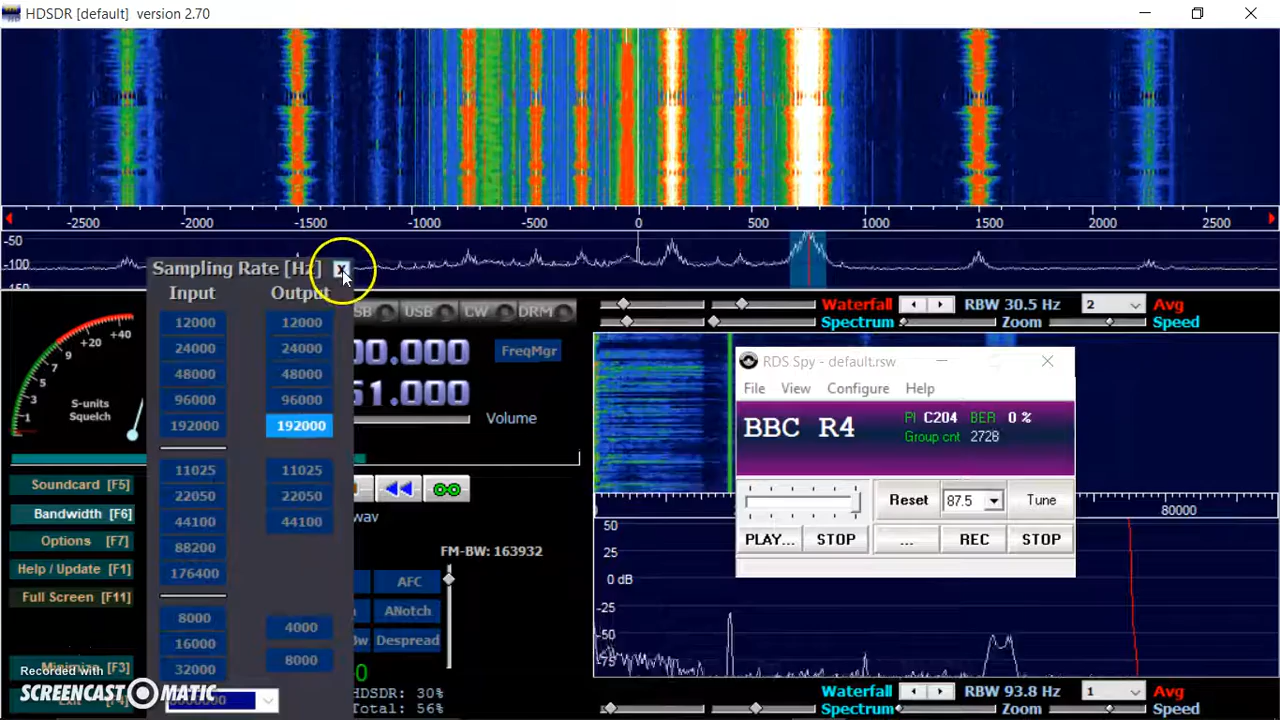 HDSDR [default] version 2.70
-2500 -2000 -1500 -1000 -500 0 500 1000 1500 2000 2500
-50
-100
Sampling Rate [Hz] x
Input Output
12000 12000
24000 24000
48000 48000
96000 96000
192000 192000
11025 11025
22050 22050
44100 44100
88200
176400
8000 4000
16000 8000
32000
USB CW DRM
00.000
61.000
FreqMgr
Volume
+20 +40
9
7
5
3
1
S-units
Squelch
Soundcard [F5]
Bandwidth [F6]
Options [F7]
Help / Update [F1]
Full Screen [F11]
Minimize [F3]
Exit
wav
FM-BW: 163932
AFC
ANotch
Despread
HDSDR: 30%
Total: 56%
Waterfall RBW 30.5 Hz 2 Avg
Spectrum Zoom Speed
RDS Spy - default.rsw
File View Configure Help
BBC R4
PI C204 BER 0 %
Group cnt 2728
Reset 87.5 Tune
PLAY... STOP ... REC STOP
80000
50
25
0 dB
-25
-50
-75
Waterfall RBW 93.8 Hz 1 Avg
Spectrum Zoom Speed
Recorded with
SCREENCAST MATIC